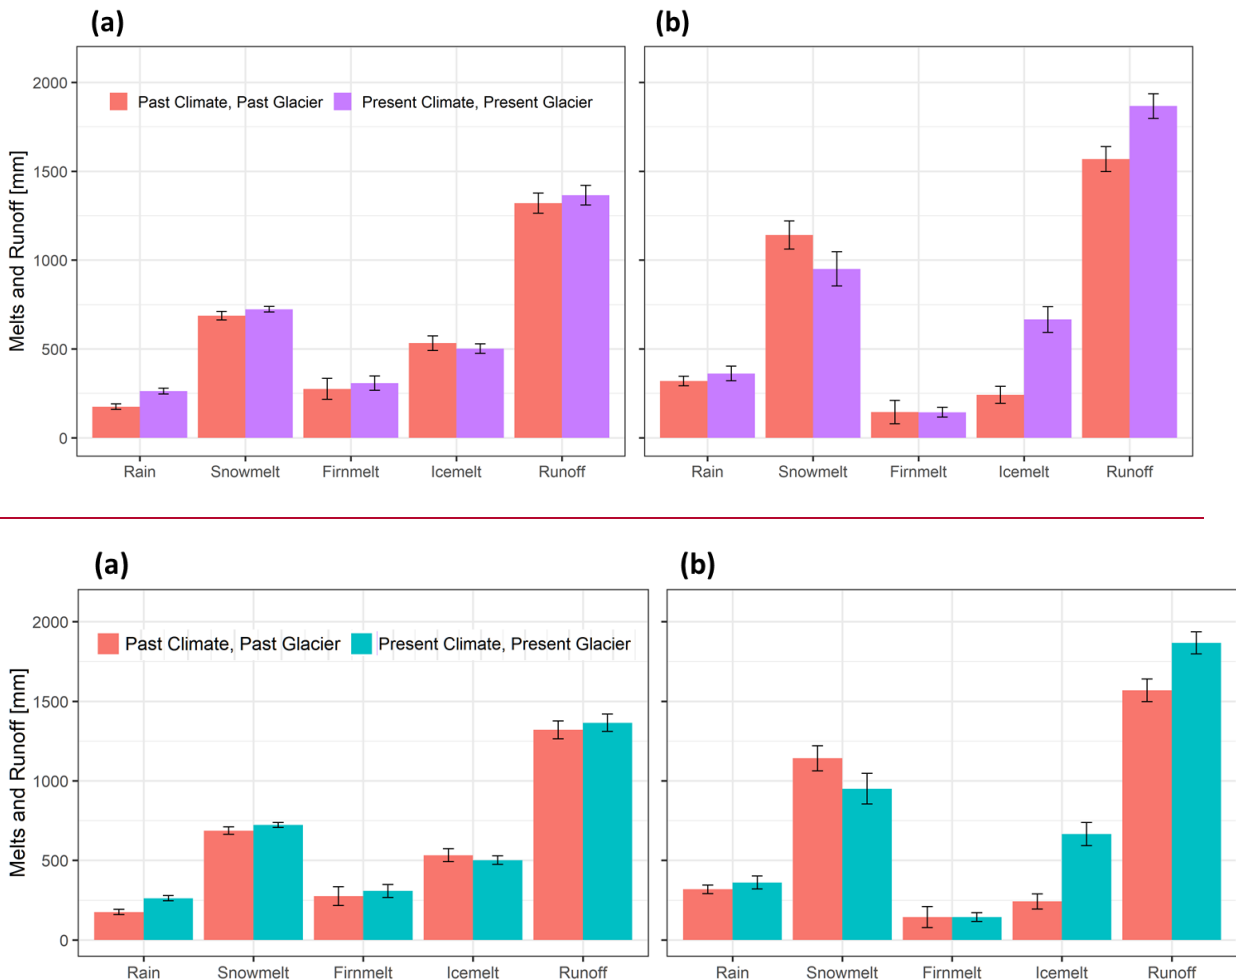 (a) (b)
2000
Past Climate, Past Glacier Present Climate, Present Glacier
1500
1000
500
0
Melts and Runoff [mm]
Rain Snowmelt Firnmelt Icemelt Runoff Rain Snowmelt Firnmelt Icemelt Runoff
(a) (b)
2000
Past Climate, Past Glacier Present Climate, Present Glacier
1500
1000
500
0
Melts and Runoff [mm]
Rain Snowmelt Firnmelt Icemelt Runoff Rain Snowmelt Firnmelt Icemelt Runoff